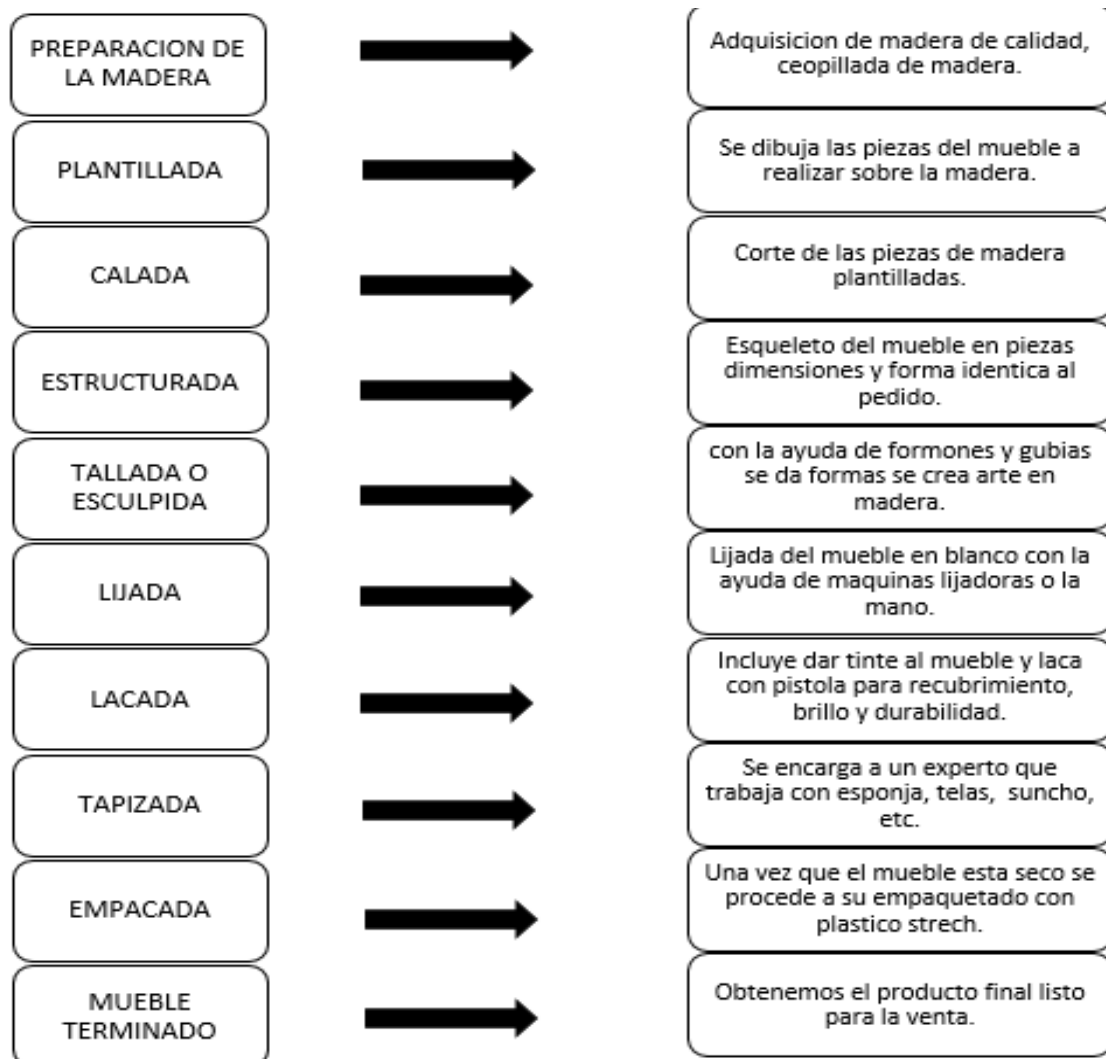 PREPARACION DE
LA MADERA
Adquisicion de madera de calidad,
ceopillada de madera.
PLANTILLADA
Se dibuja las piezas del mueble a
realizar sobre la madera.
CALADA
Corte de las piezas de madera
plantilladas.
ESTRUCTURADA
Esqueleto del mueble en piezas
dimensiones y forma identica al
pedido.
TALLADA O
ESCULPIDA
con la ayuda de formones y gubias
se da formas se crea arte en
madera.
LIJADA
Lijada del mueble en blanco con la
ayuda de maquinas lijadoras o la
mano.
LACADA
Incluye dar tinte al mueble y laca
con pistola para recubrimiento,
brillo y durabilidad.
TAPIZADA
Se encarga a un experto que
trabaja con esponja, telas, suncho,
etc.
EMPACADA
Una vez que el mueble esta seco se
procede a su empaquetado con
plastico strech.
MUEBLE
TERMINADO
Obtenemos el producto final listo
para la venta.